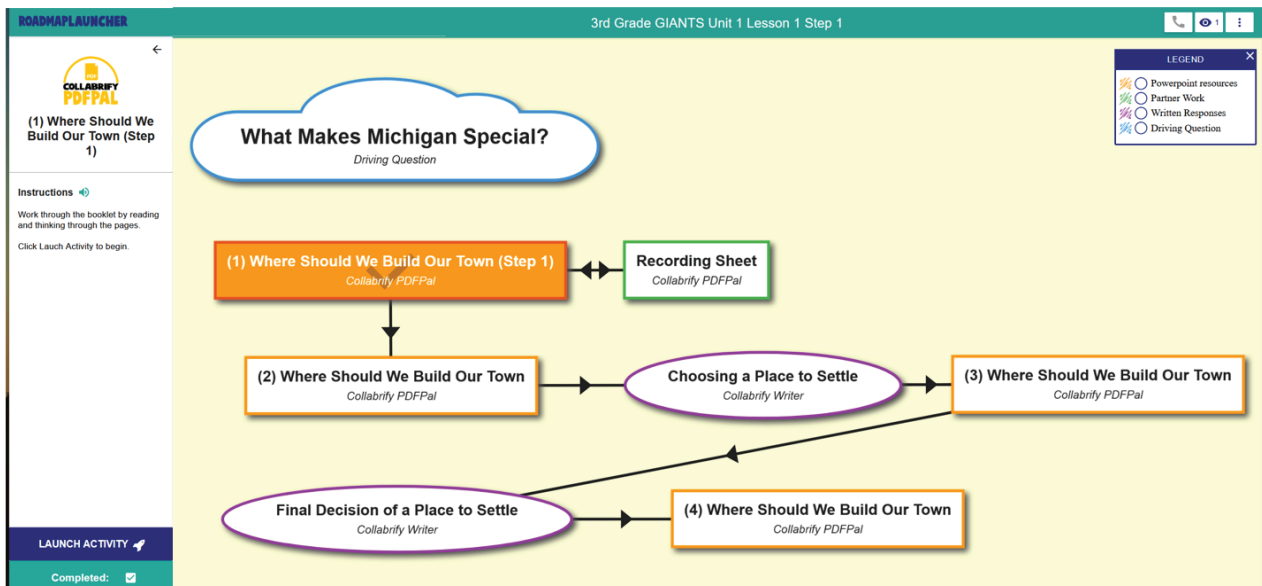 ROADMAPLAUNCHER
3rd Grade GIANTS Unit 1 Lesson 1 Step 1
1
PDF
COLLABRIFY
PDFPAL
(1) Where Should We
Build Our Town (Step
1)
Instructions
Work through the booklet by reading
and thinking through the pages.
Click Lauch Activity to begin.
LAUNCH ACTIVITY
Completed:
LEGEND
Powerpoint resources
Partner Work
Written Responses
Driving Question
What Makes Michigan Special?
Driving Question
(1) Where Should We Build Our Town (Step 1)
Collabrify PDFPal
Recording Sheet
Collabrify PDFPal
(2) Where Should We Build Our Town
Collabrify PDFPal
Choosing a Place to Settle
Collabrify Writer
(3) Where Should We Build Our Town
Collabrify PDFPal
Final Decision of a Place to Settle
Collabrify Writer
(4) Where Should We Build Our Town
Collabrify PDFPal